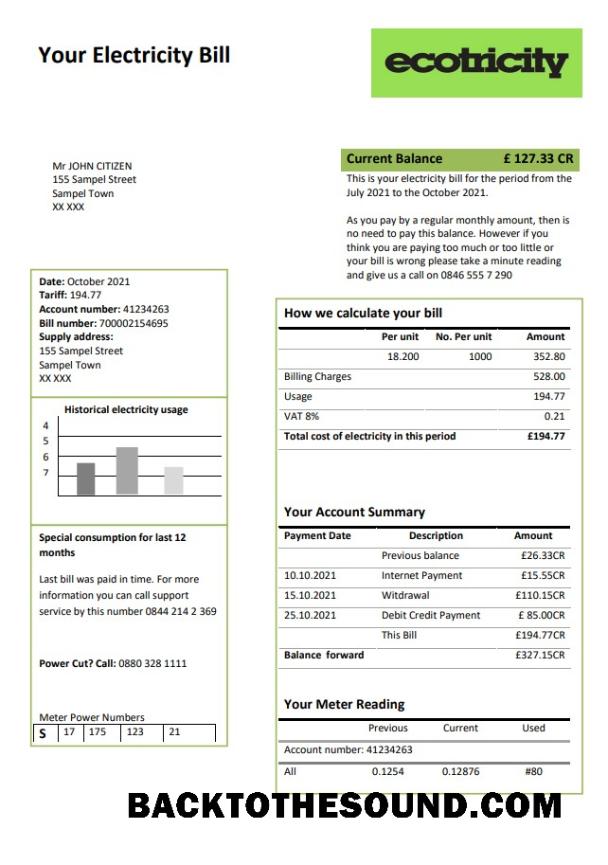 Your Electricity Bill
ecotricity
Mr JOHN CITIZEN
155 Sampel Street
Sampel Town
XX XXX
Current Balance £ 127.33 CR
This is your electricity bill for the period from the
July 2021 to the October 2021.
As you pay by a regular monthly amount, then is
no need to pay this balance. However if you
think you are paying too much or too little or
your bill is wrong please take a minute reading
and give us a call on 0846 555 7 290
Date: October 2021
Tariff: 194.77
Account number: 41234263
Bill number: 700002154695
Supply address:
155 Sampel Street
Sampel Town
XX XXX
Historical electricity usage
4
5
6
7
Special consumption for last 12
months
Last bill was paid in time. For more
information you can call support
service by this number 0844 214 2 369
Power Cut? Call: 0880 328 1111
Meter Power Numbers
S 17 175 123 21
How we calculate your bill
Per unit No. Per unit Amount
18.200 1000 352.80
Billing Charges 528.00
Usage 194.77
VAT 8% 0.21
Total cost of electricity in this period £194.77
Your Account Summary
Payment Date Description Amount
Previous balance £26.33CR
10.10.2021 Internet Payment £15.55CR
15.10.2021 Witdrawal £110.15CR
25.10.2021 Debit Credit Payment £ 85.00CR
This Bill £194.77CR
Balance forward £327.15CR
Your Meter Reading
Previous Current Used
Account number: 41234263
All 0.1254 0.12876 #80
BACKTOTHESOUND.COM